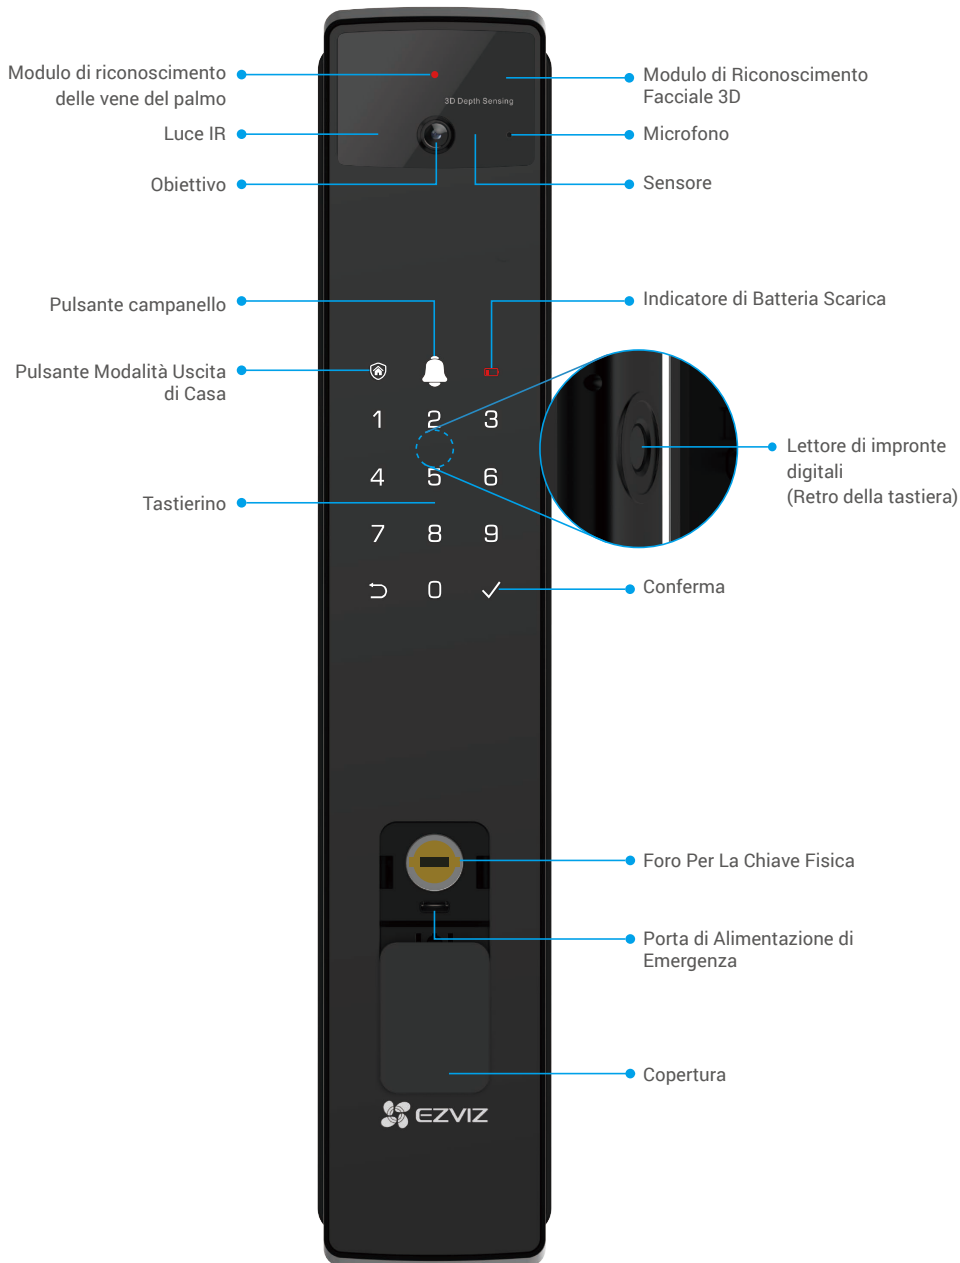 Modulo di riconoscimento
delle vene del palmo
Luce IR
Obiettivo
3D Depth Sensing
Modulo di Riconoscimento
Facciale 3D
Microfono
Sensore
Pulsante campanello
Indicatore di Batteria Scarica
Pulsante Modalità Uscita
di Casa
1 2 3
4 5 6
7 8 9
0
Tastierino
Lettore di impronte
digitali
(Retro della tastiera)
Conferma
Foro Per La Chiave Fisica
Porta di Alimentazione di
Emergenza
Copertura
EZVIZ